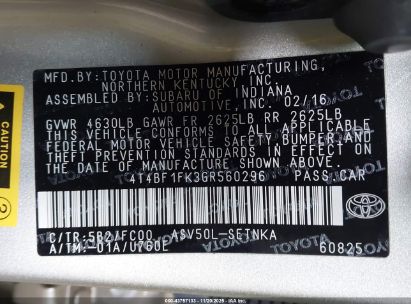 MFD. BY: TOYOTA MOTOR MANUFACTURING,
NORTHERN KENTUCKY, INC.
ASSEMBLED BY: SUBARU OF INDIANA
AUTOMOTIVE, INC. 02/16
GVWR 4630LB GAWR FR 2625LB RR 2625LB
THIS VEHICLE CONFORMS TO ALL APPLICABLE
FEDERAL MOTOR VEHICLE SAFETY, BUMPER, AND
THEFT PREVENTION STANDARDS IN EFFECT ON
THE DATE OF MANUFACTURE SHOWN ABOVE.
4T4BF1FK3GR560296 PASS.CAR
C/TR:5B2/FC00 ASV50L-SETNKA
A/TM:-01A/U760E
TOYOTA
60825